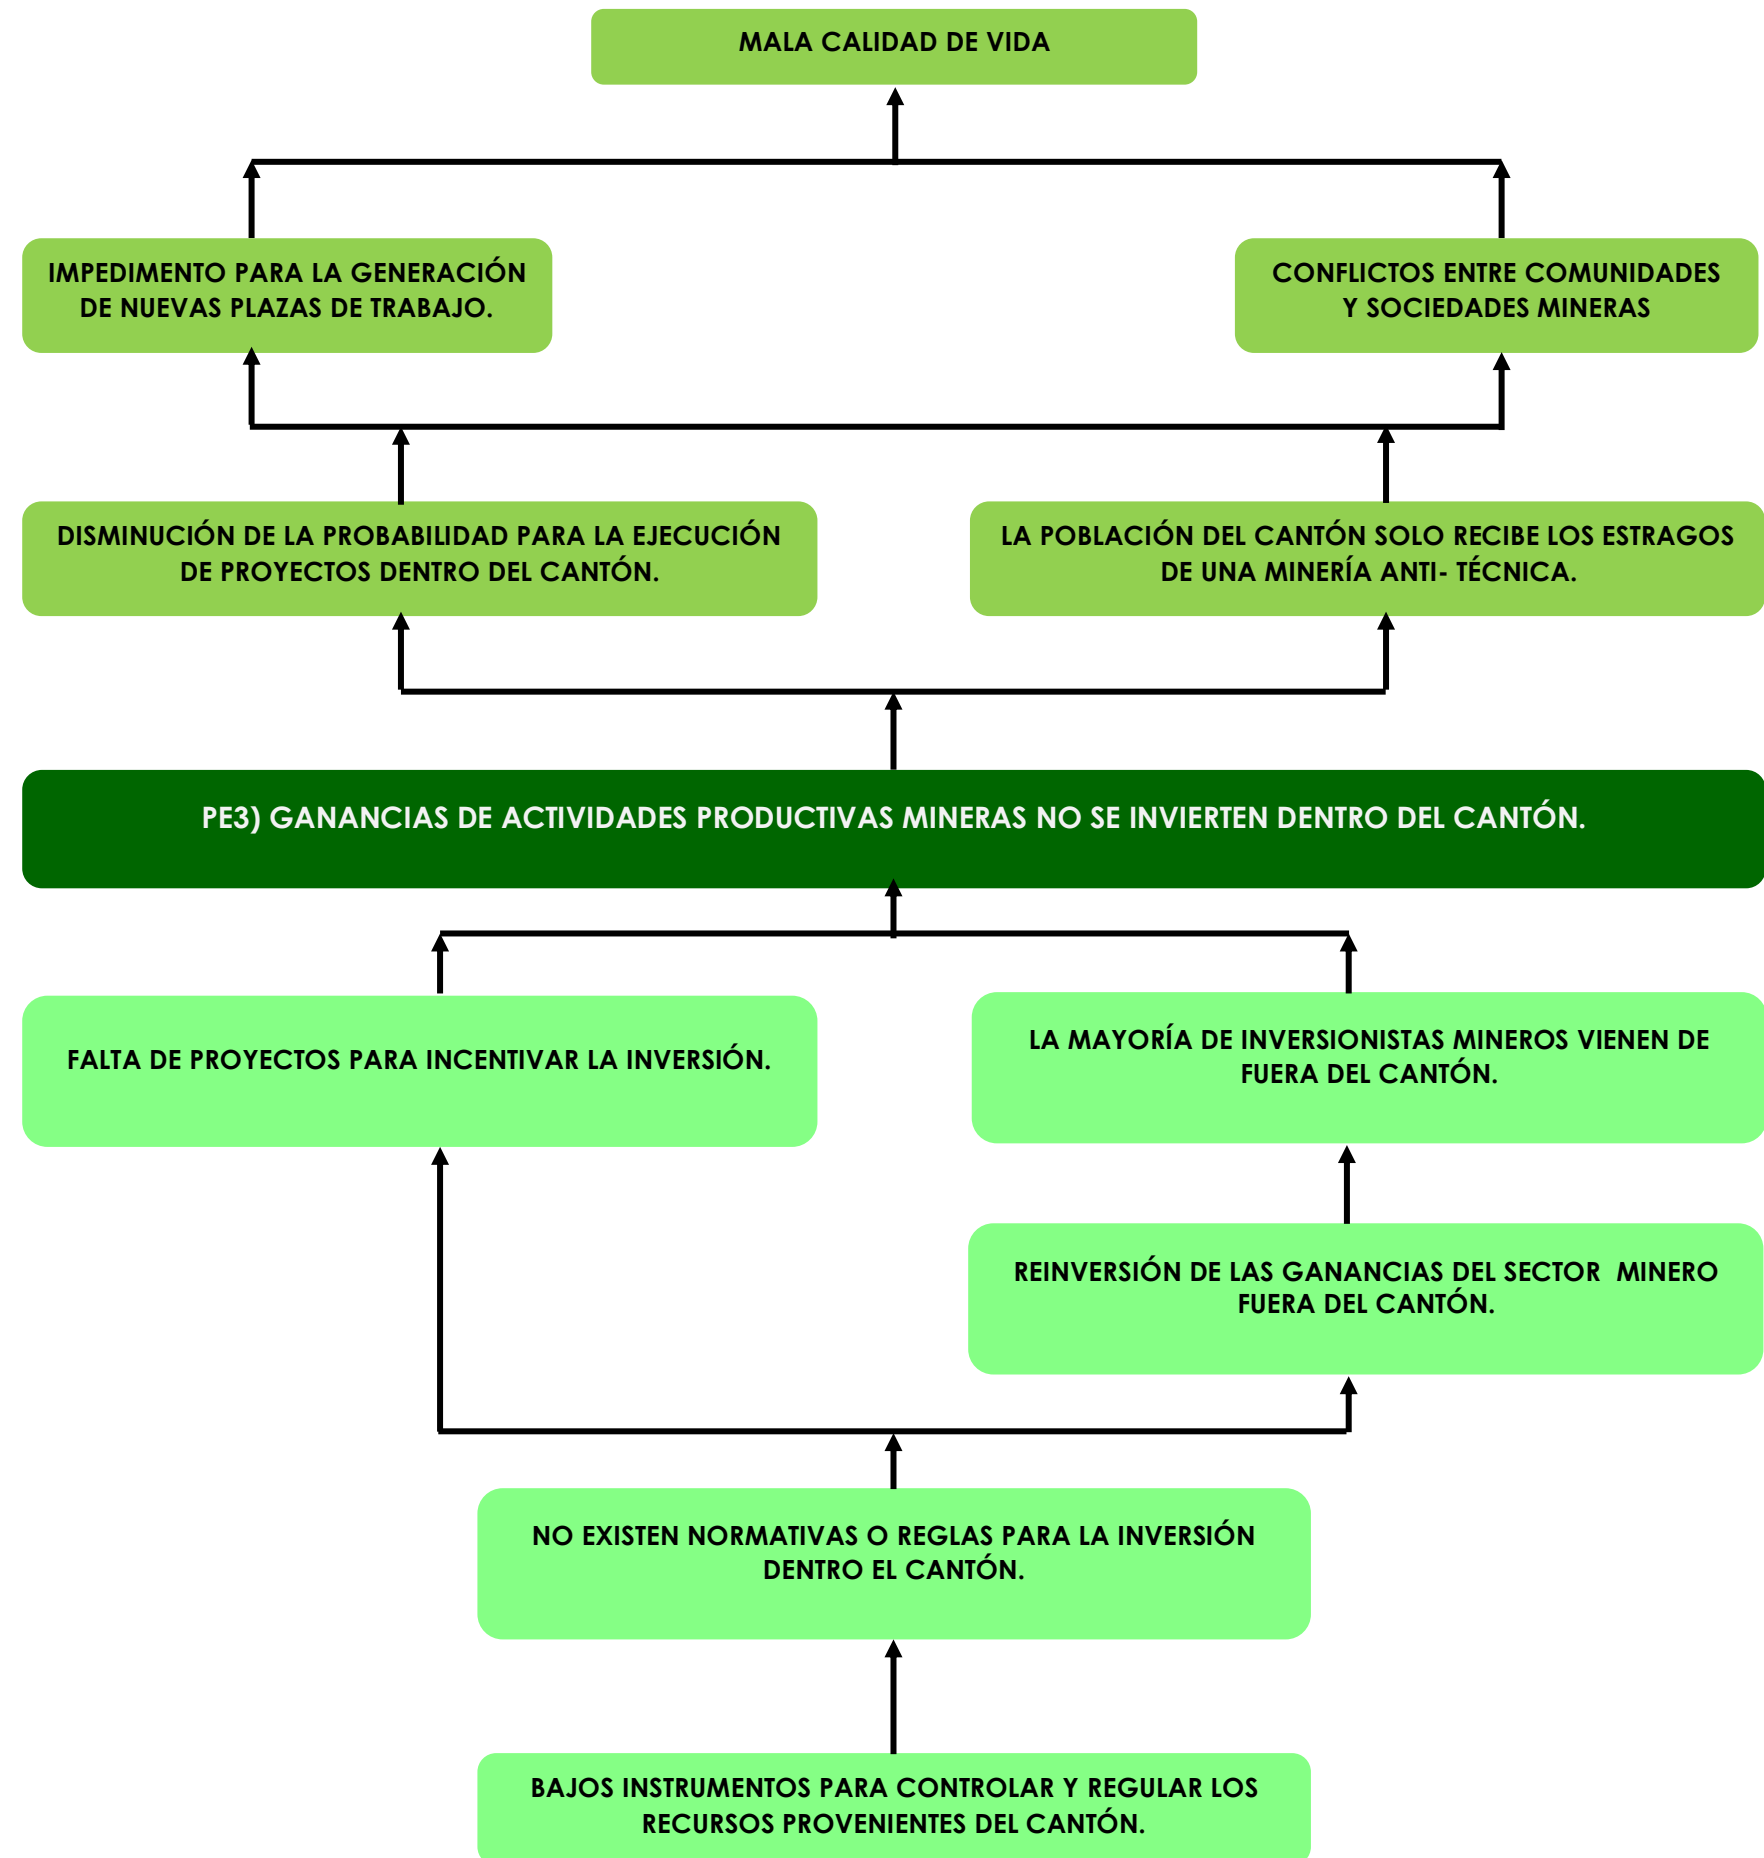 MALA CALIDAD DE VIDA
IMPEDIMENTO PARA LA GENERACIÓN
DE NUEVAS PLAZAS DE TRABAJO.
CONFLICTOS ENTRE COMUNIDADES
Y SOCIEDADES MINERAS
DISMINUCIÓN DE LA PROBABILIDAD PARA LA EJECUCIÓN
DE PROYECTOS DENTRO DEL CANTÓN.
LA POBLACIÓN DEL CANTÓN SOLO RECIBE LOS ESTRAGOS
DE UNA MINERÍA ANTI- TÉCNICA.
PE3) GANANCIAS DE ACTIVIDADES PRODUCTIVAS MINERAS NO SE INVIERTEN DENTRO DEL CANTÓN.
FALTA DE PROYECTOS PARA INCENTIVAR LA INVERSIÓN.
LA MAYORÍA DE INVERSIONISTAS MINEROS VIENEN DE
FUERA DEL CANTÓN.
REINVERSIÓN DE LAS GANANCIAS DEL SECTOR  MINERO
FUERA DEL CANTÓN.
NO EXISTEN NORMATIVAS O REGLAS PARA LA INVERSIÓN
DENTRO EL CANTÓN.
BAJOS INSTRUMENTOS PARA CONTROLAR Y REGULAR LOS
RECURSOS PROVENIENTES DEL CANTÓN.